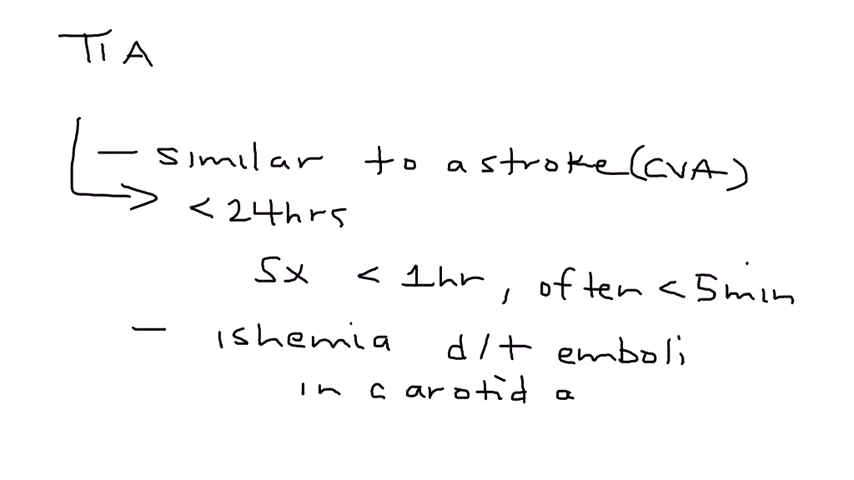 TIA
- similar to a stroke (CVA)
< 24hrs
Sx < 1hr, often < 5min
- ishemia d/t emboli
in carotid a